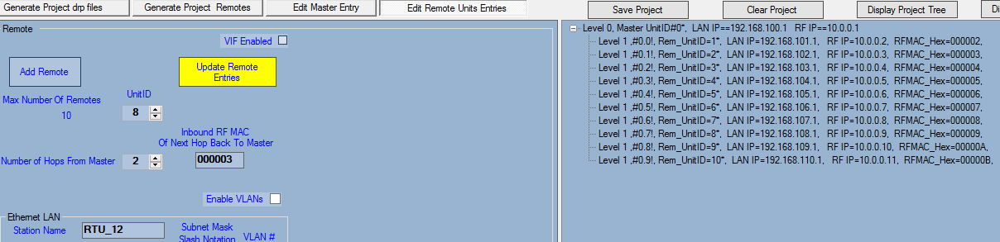 Generate Project drp files
Generate Project Remotes
Edit Master Entry
Edit Remote Units Entries
Save Project
Clear Project
Display Project Tree
Di
Remote
VIF Enabled
Add Remote
Update Remote
Entries
Max Number Of Remotes
10
UnitID
8
Inbound RF MAC
Of Next Hop Back To Master
Number of Hops From Master
2
000003
Enable VLANs
Ethernet LAN
Station Name
RTU_12
Subnet Mask
Slash Notation
VLAN #
Level 0, Master UnitID#0*, LAN IP==192.168.100.1 RF IP==10.0.0.1
Level 1 ,#0.0!, Rem_UnitID=1*, LAN IP=192.168.101.1, RF IP=10.0.0.2, RFMAC_Hex=000002,
Level 1 ,#0.1!, Rem_UnitID=2*, LAN IP=192.168.102.1, RF IP=10.0.0.3, RFMAC_Hex=000003,
Level 1 ,#0.2!, Rem_UnitID=3*, LAN IP=192.168.103.1, RF IP=10.0.0.4, RFMAC_Hex=000004,
Level 1 ,#0.3!, Rem_UnitID=4*, LAN IP=192.168.104.1, RF IP=10.0.0.5, RFMAC_Hex=000005,
Level 1 ,#0.4!, Rem_UnitID=5*, LAN IP=192.168.105.1, RF IP=10.0.0.6, RFMAC_Hex=000006,
Level 1 ,#0.5!, Rem_UnitID=6*, LAN IP=192.168.106.1, RF IP=10.0.0.7, RFMAC_Hex=000007,
Level 1 ,#0.6!, Rem_UnitID=7*, LAN IP=192.168.107.1, RF IP=10.0.0.8, RFMAC_Hex=000008,
Level 1 ,#0.7!, Rem_UnitID=8*, LAN IP=192.168.108.1, RF IP=10.0.0.9, RFMAC_Hex=000009,
Level 1 ,#0.8!, Rem_UnitID=9*, LAN IP=192.168.109.1, RF IP=10.0.0.10, RFMAC_Hex=00000A,
Level 1 ,#0.9!, Rem_UnitID=10*, LAN IP=192.168.110.1, RF IP=10.0.0.11, RFMAC_Hex=00000B,